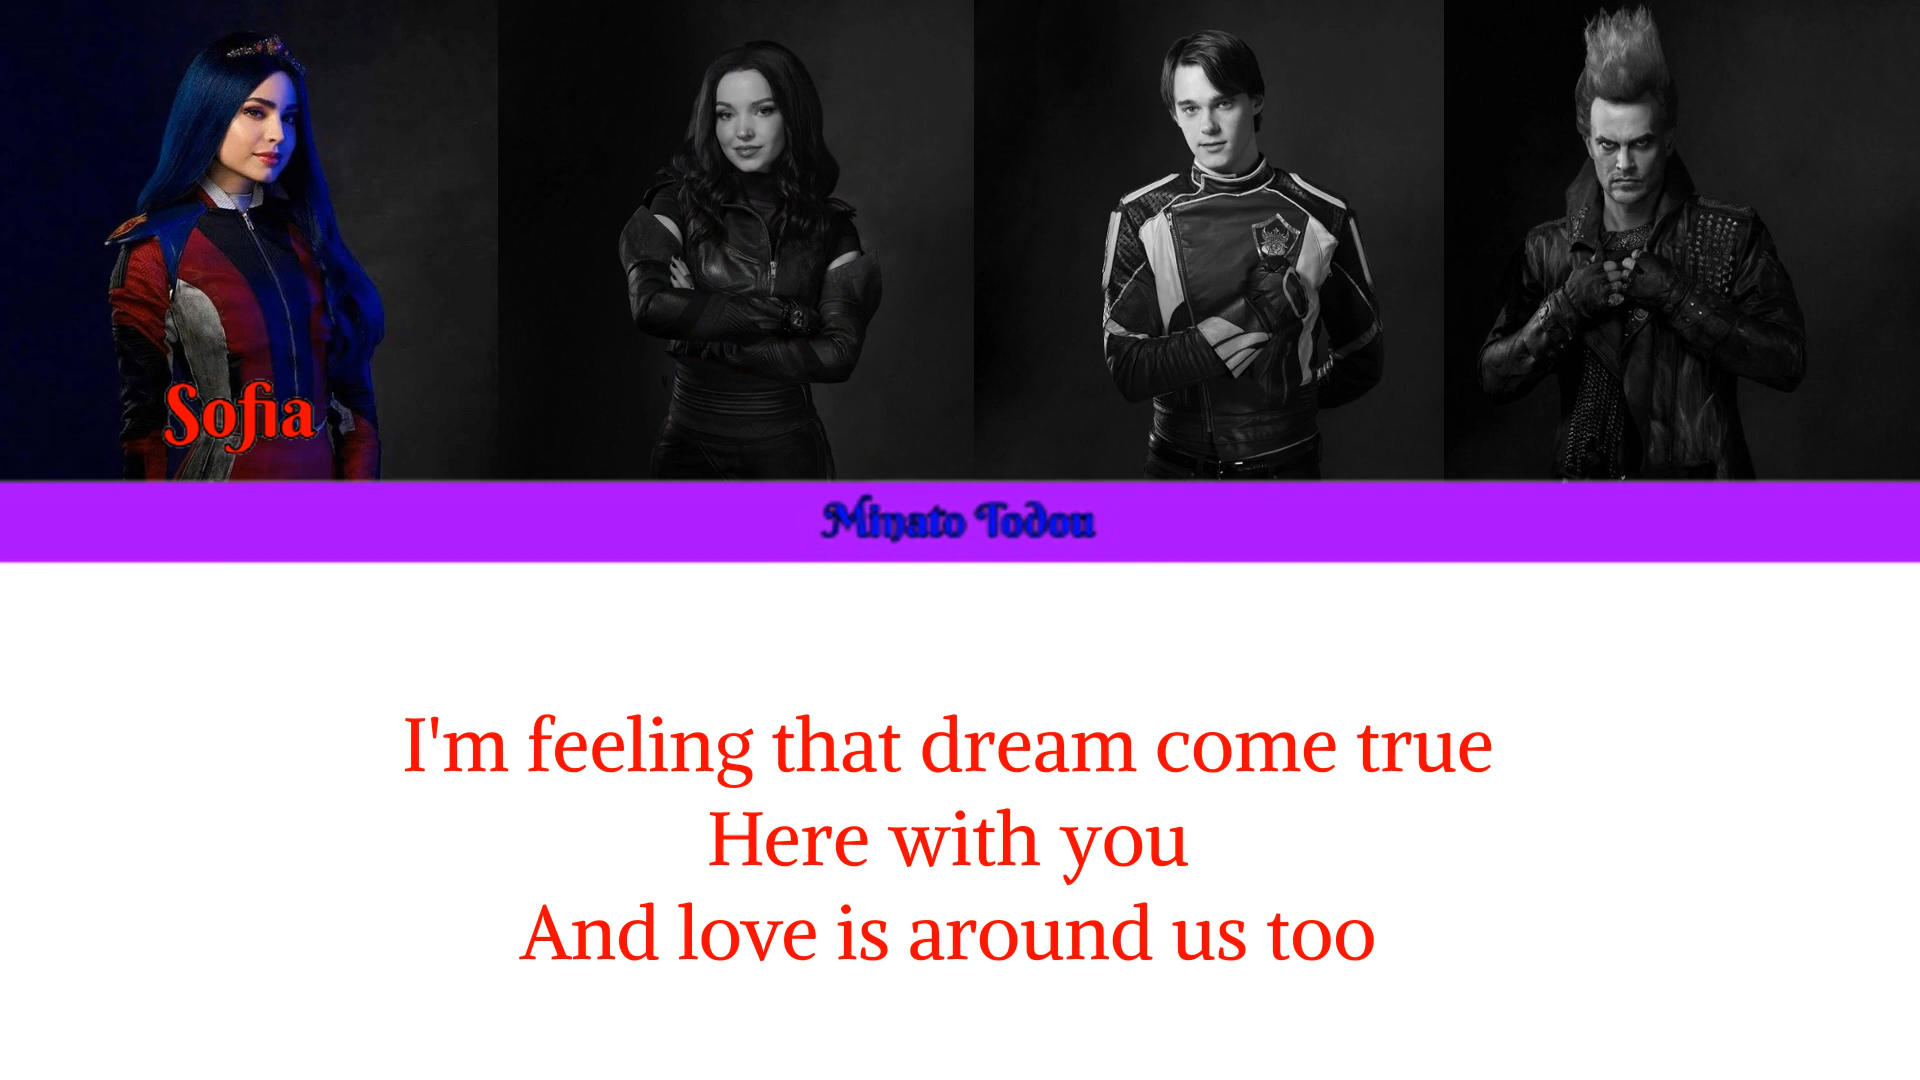 Sofia
Minato Todou
I'm feeling that dream come true
Here with you
And love is around us too